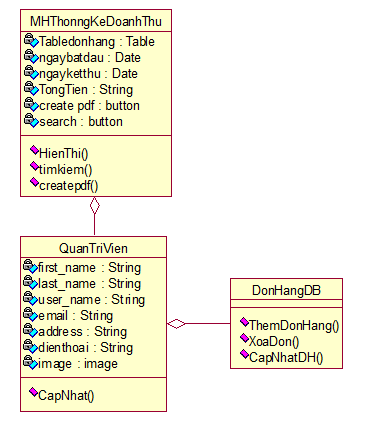 MHThonngKeDoanhThu
Tabledonhang : Table
ngaybatdau : Date
ngayketthu : Date
TongTien : String
create pdf : button
search : button
HienThi()
timkiem()
createpdf()
QuanTriVien
first_name : String
last_name : String
user_name : String
email : String
address : String
dienthoai : String
image : image
CapNhat()
DonHangDB
ThemDonHang()
XoaDon()
CapNhatDH()